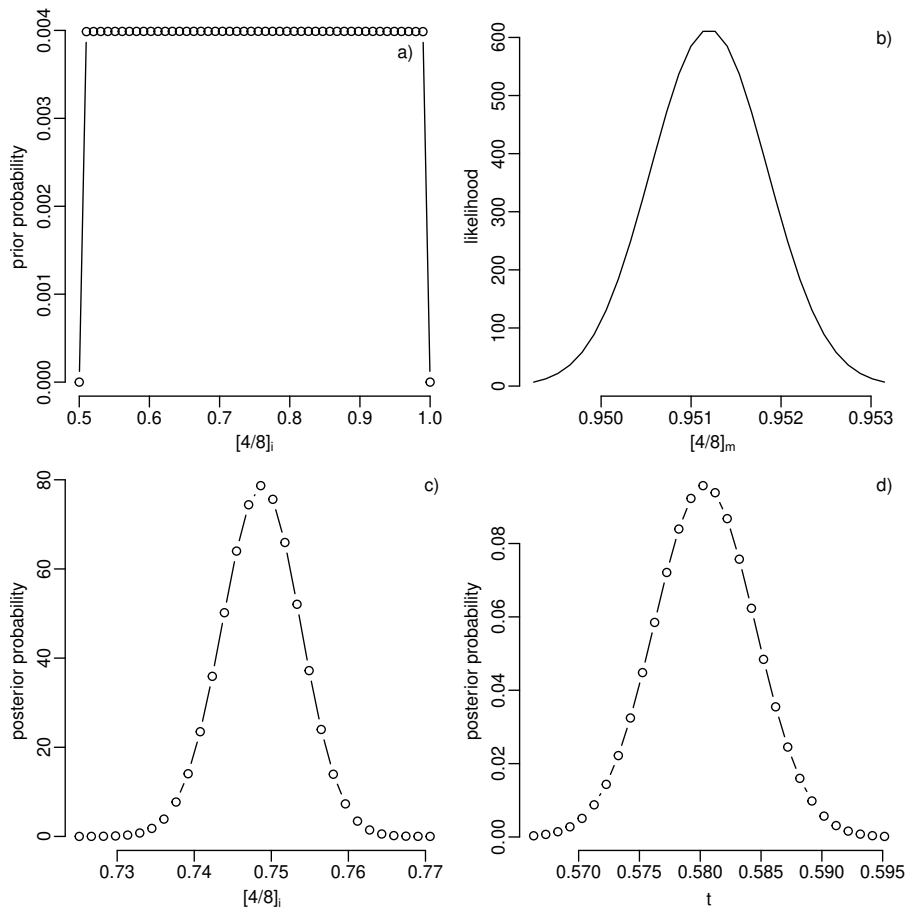 a)
prior probability
0.004
0.003
0.002
0.001
0.000
0.5 0.6 0.7 0.8 0.9 1.0
[4/8]i
b)
likelihood
600
500
400
300
200
100
0
0.950 0.951 0.952 0.953
[4/8]m
c)
posterior probability
80
60
40
20
0
0.73 0.74 0.75 0.76 0.77
[4/8]i
d)
posterior probability
0.08
0.06
0.04
0.02
0.00
0.570 0.575 0.580 0.585 0.590 0.595
t